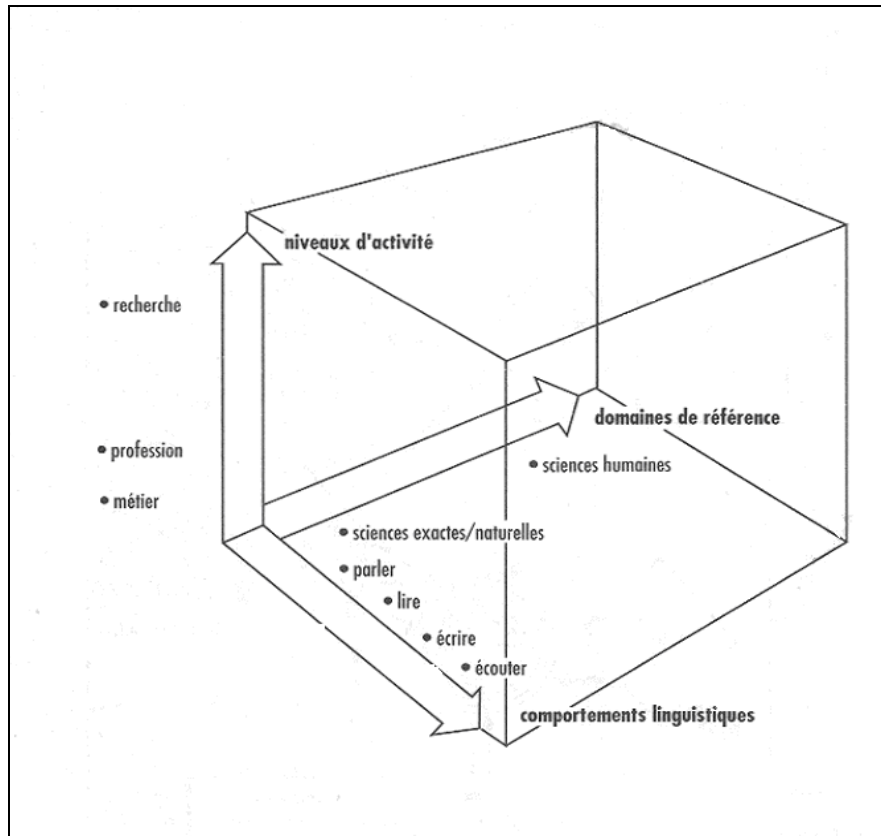 niveaux d'activité
• recherche
domaines de référence
• profession
• sciences humaines
• métier
• sciences exactes/naturelles
• parler
• lire
• écrire
• écouter
comportements linguistiques